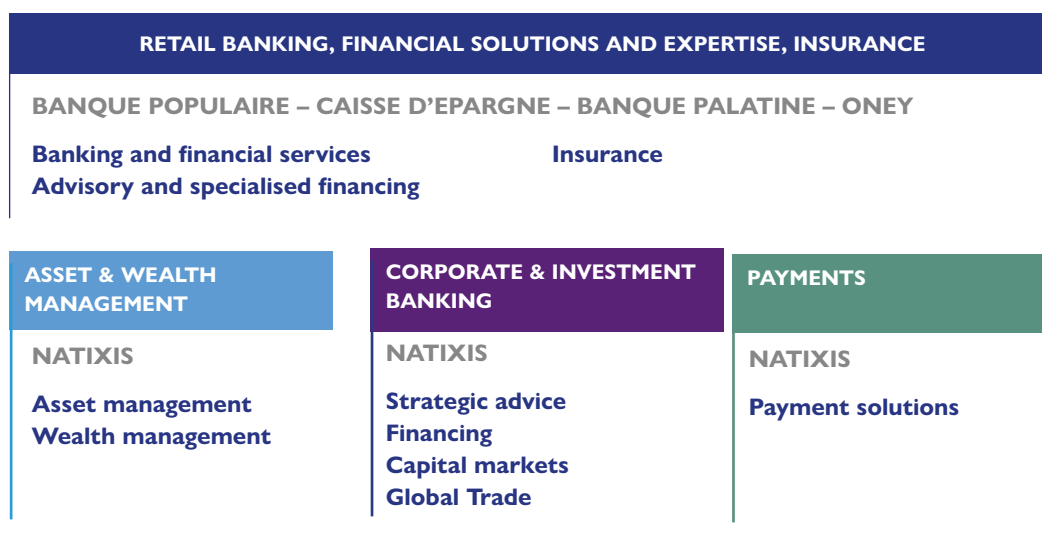 RETAIL BANKING, FINANCIAL SOLUTIONS AND EXPERTISE, INSURANCE
BANQUE POPULAIRE – CAISSE D’EPARGNE – BANQUE PALATINE – ONEY
Banking and financial services
Advisory and specialised financing
Insurance
ASSET & WEALTH
MANAGEMENT
NATIXIS
Asset management
Wealth management
CORPORATE & INVESTMENT
BANKING
NATIXIS
Strategic advice
Financing
Capital markets
Global Trade
PAYMENTS
NATIXIS
Payment solutions